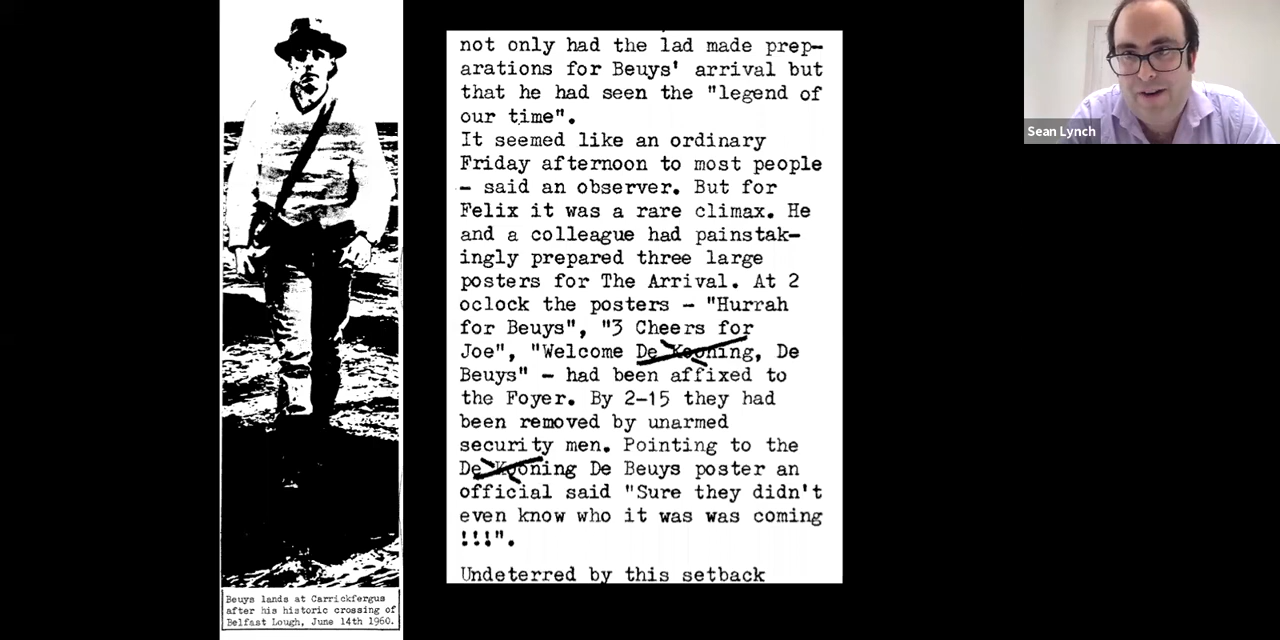 not only had the lad made prep-
arations for Beuys' arrival but
that he had seen the "legend of
our time".
It seemed like an ordinary
Friday afternoon to most people
- said an observer. But for
Felix it was a rare climax. He
and a colleague had painstak-
ingly prepared three large
posters for The Arrival. At 2
oclock the posters - "Hurrah
for Beuys", "3 Cheers for
Joe", "Welcome De Kooning, De
Beuys" - had been affixed to
the Foyer. By 2-15 they had
been removed by unarmed
security men. Pointing to the
De Kooning De Beuys poster an
official said "Sure they didn't
even know who it was was coming
!!!".
Undeterred by this setback
Beuys lands at Carrickfergus
after his historic crossing of
Belfast Lough, June 14th 1960.
Sean Lynch